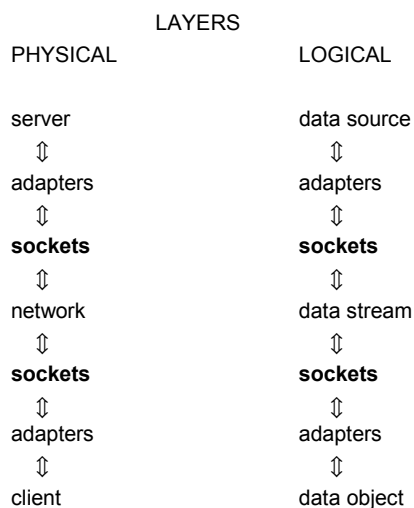 LAYERS
PHYSICAL LOGICAL
server data source
⇕ ⇕
adapters adapters
⇕ ⇕
sockets sockets
⇕ ⇕
network data stream
⇕ ⇕
sockets sockets
⇕ ⇕
adapters adapters
⇕ ⇕
client data object